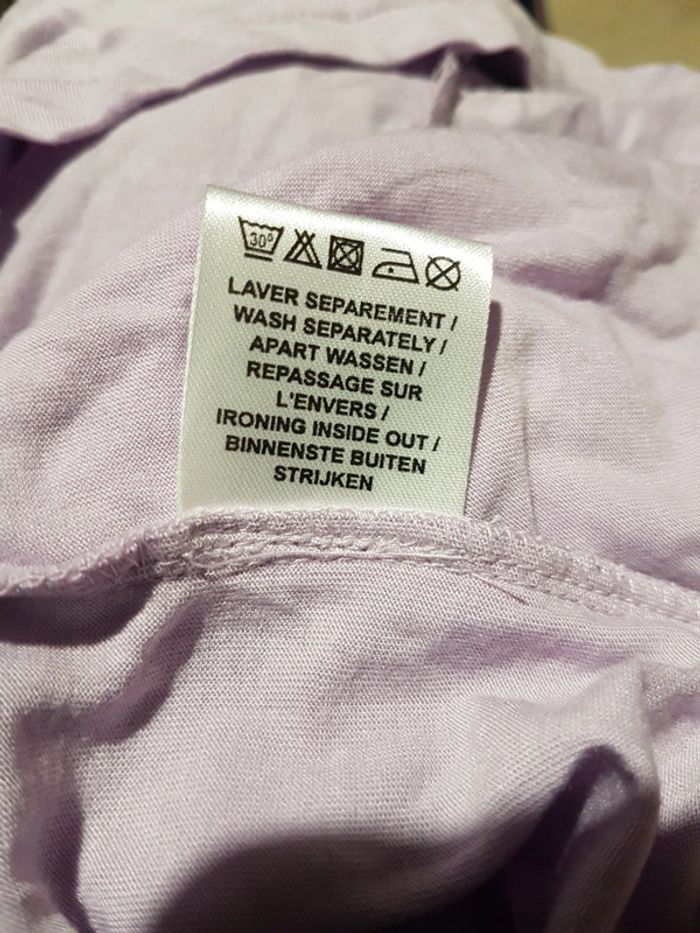 30°
LAVER SEPAREMENT /
WASH SEPARATELY /
APART WASSEN /
REPASSAGE SUR
L'ENVERS /
IRONING INSIDE OUT /
BINNENSTE BUITEN
STRIJKEN